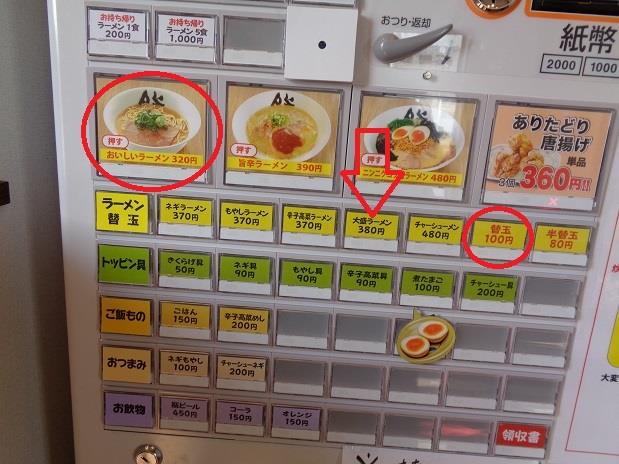 お持ち帰り
ラーメン 1食
200円
お持ち帰り
ラーメン 5食
1,000円
おつり・返却
紙幣
2000
1000
押す
おいしいラーメン 320円
押す
旨辛ラーメン 390円
押す
480円
ありたどり
唐揚げ
単品
360円!!
ラーメン
替玉
ネギラーメン
370円
もやしラーメン
370円
辛子高菜ラーメン
370円
大盛ラーメン
380円
チャーシューメン
480円
替玉
100円
半替玉
80円
トッピン具
きくらげ具
50円
ネギ具
90円
もやし具
90円
辛子高菜具
90円
煮たまご
100円
チャーシュー具
200円
ご飯もの
ごはん
150円
辛子高菜めし
200円
おつまみ
ネギもやし
100円
チャーシューネギ
200円
お飲物
瓶ビール
450円
コーラ
150円
オレンジ
150円
領収書
大変